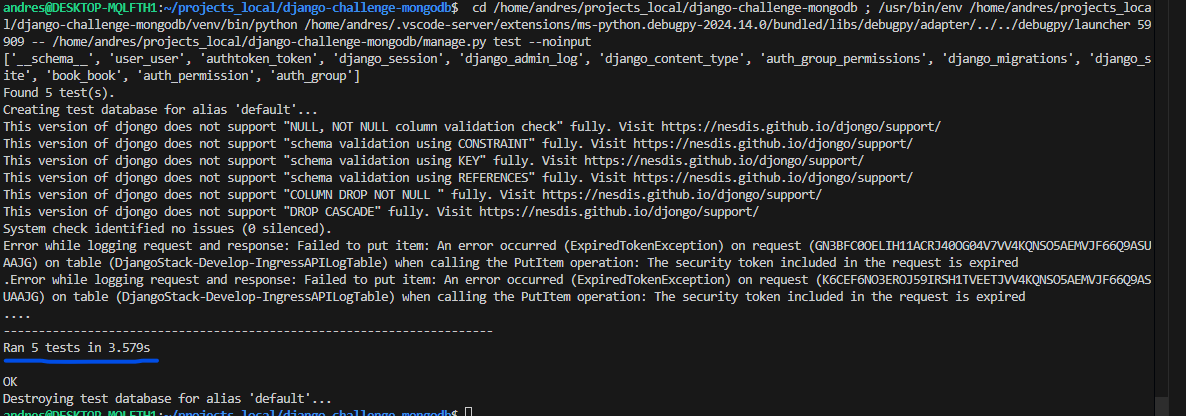 andres@DESKTOP-MQLFTH1:~/projects_local/django-challenge-mongodb$  cd /home/andres/projects_local/django-challenge-mongodb ; /usr/bin/env /home/andres/projects_loca
l/django-challenge-mongodb/venv/bin/python /home/andres/.vscode-server/extensions/ms-python.debugpy-2024.14.0/bundled/libs/debugpy/adapter/../../debugpy/launcher 59
909 -- /home/andres/projects_local/django-challenge-mongodb/manage.py test --noinput
['__schema__', 'user_user', 'authtoken_token', 'django_session', 'django_admin_log', 'django_content_type', 'auth_group_permissions', 'django_migrations', 'django_s
ite', 'book_book', 'auth_permission', 'auth_group']
Found 5 test(s).
Creating test database for alias 'default'...
This version of djongo does not support "NULL, NOT NULL column validation check" fully. Visit https://nesdis.github.io/djongo/support/
This version of djongo does not support "schema validation using CONSTRAINT" fully. Visit https://nesdis.github.io/djongo/support/
This version of djongo does not support "schema validation using KEY" fully. Visit https://nesdis.github.io/djongo/support/
This version of djongo does not support "schema validation using REFERENCES" fully. Visit https://nesdis.github.io/djongo/support/
This version of djongo does not support "COLUMN DROP NOT NULL " fully. Visit https://nesdis.github.io/djongo/support/
This version of djongo does not support "DROP CASCADE" fully. Visit https://nesdis.github.io/djongo/support/
System check identified no issues (0 silenced).
Error while logging request and response: Failed to put item: An error occurred (ExpiredTokenException) on request (GN3BFC0OELIH11ACRJ40OG04V7VV4KQNSO5AEMVJF66Q9ASU
AAJG) on table (DjangoStack-Develop-IngressAPILogTable) when calling the PutItem operation: The security token included in the request is expired
.Error while logging request and response: Failed to put item: An error occurred (ExpiredTokenException) on request (K6CEF6NO3EROJ59IRSH1TVEETJVV4KQNSO5AEMVJF66Q9AS
UAAJG) on table (DjangoStack-Develop-IngressAPILogTable) when calling the PutItem operation: The security token included in the request is expired
....
----------------------------------------------------------------------
Ran 5 tests in 3.579s
OK
Destroying test database for alias 'default'...
andres@DESKTOP-MQLFTH1:~/projects_local/django-challenge-mongodb$